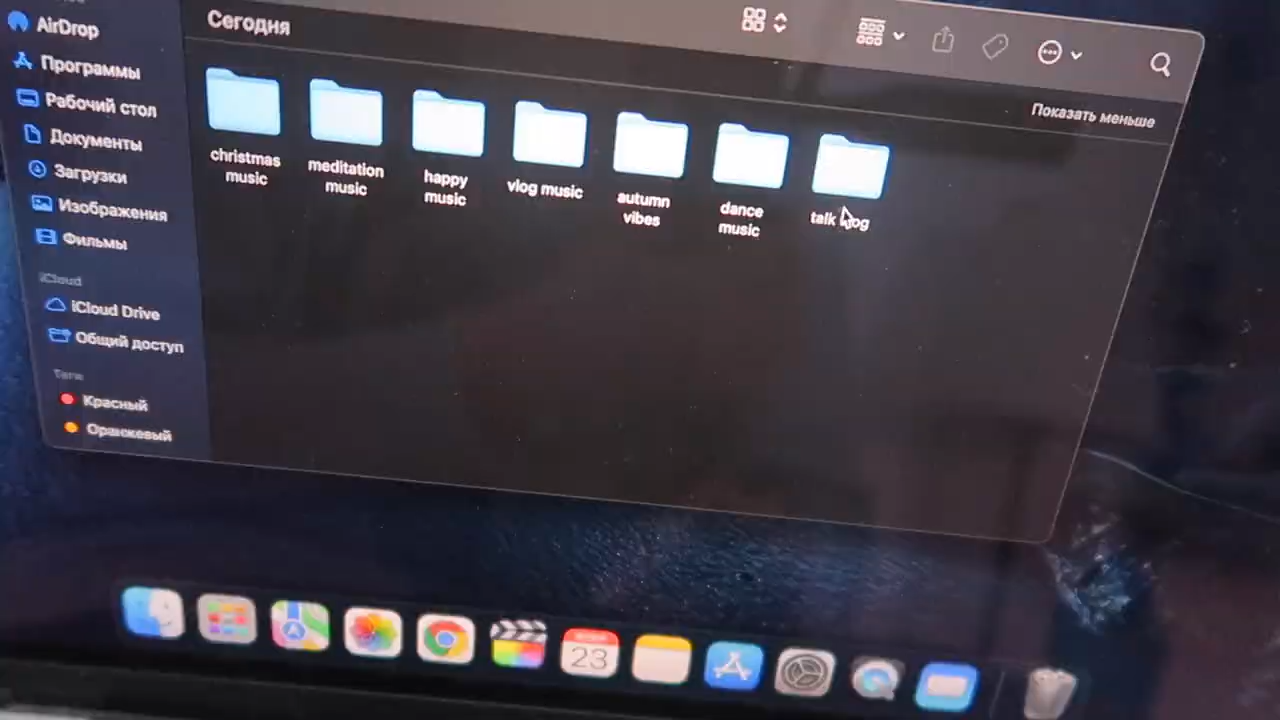 AirDrop
Программы
Рабочий стол
Документы
Загрузки
Изображения
Фильмы
iCloud
iCloud Drive
Общий доступ
Теги
Красный
Оранжевый
Сегодня
Показать меньше
christmas
music
meditation
music
happy
music
vlog music
autumn
vibes
dance
music
talk
23